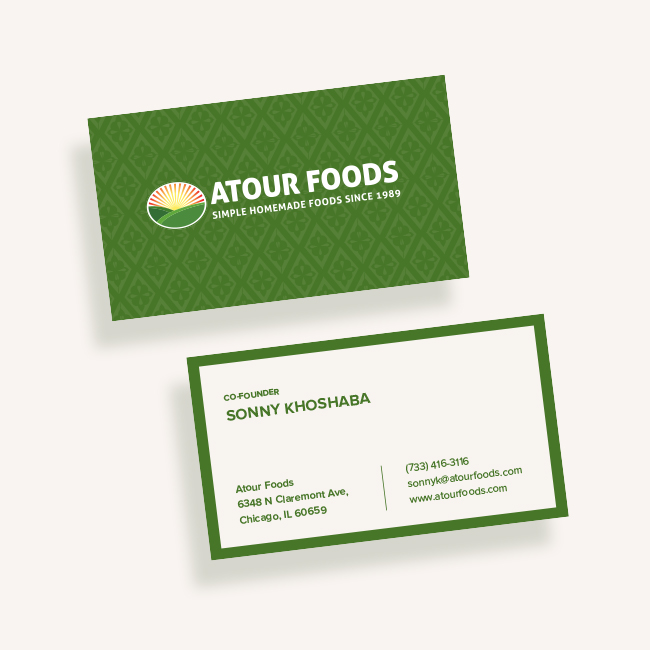 ATOUR FOODS
SIMPLE HOMEMADE FOODS SINCE 1989
CO-FOUNDER
SONNY KHOSHABA
Atour Foods
6348 N Claremont Ave,
Chicago, IL 60659
(733) 416-3116
sonnyk@atourfoods.com
www.atourfoods.com